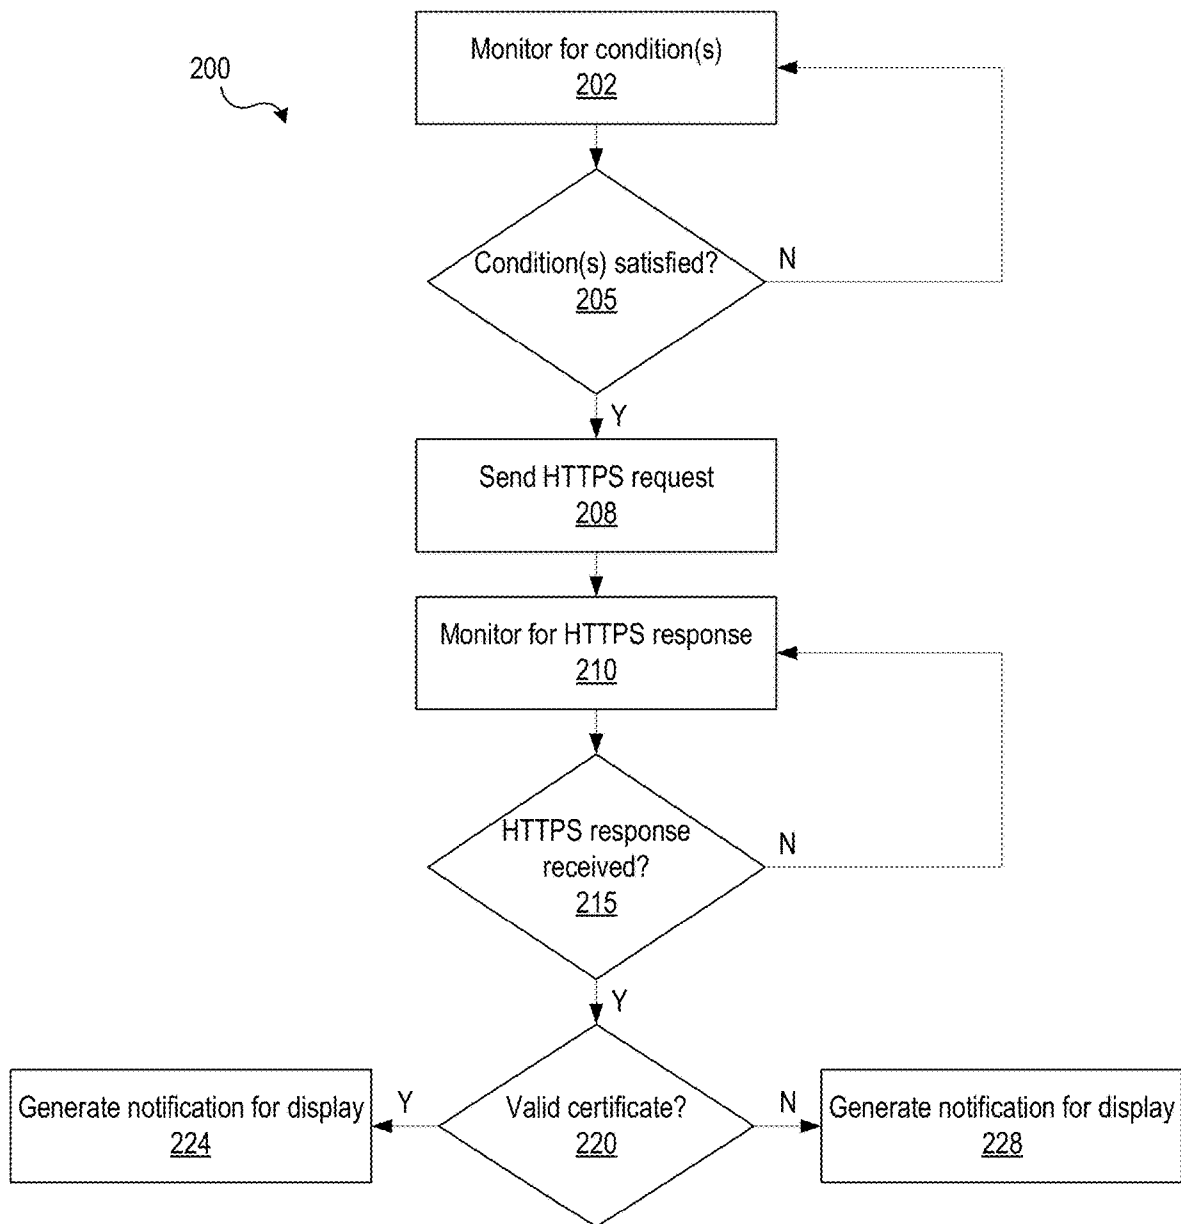 Monitor for condition(s)
202
200
Condition(s) satisfied?
205
N
Y
Send HTTPS request
208
Monitor for HTTPS response
210
HTTPS response
received?
215
N
Y
Generate notification for display
224
Y
Valid certificate?
220
N
Generate notification for display
228